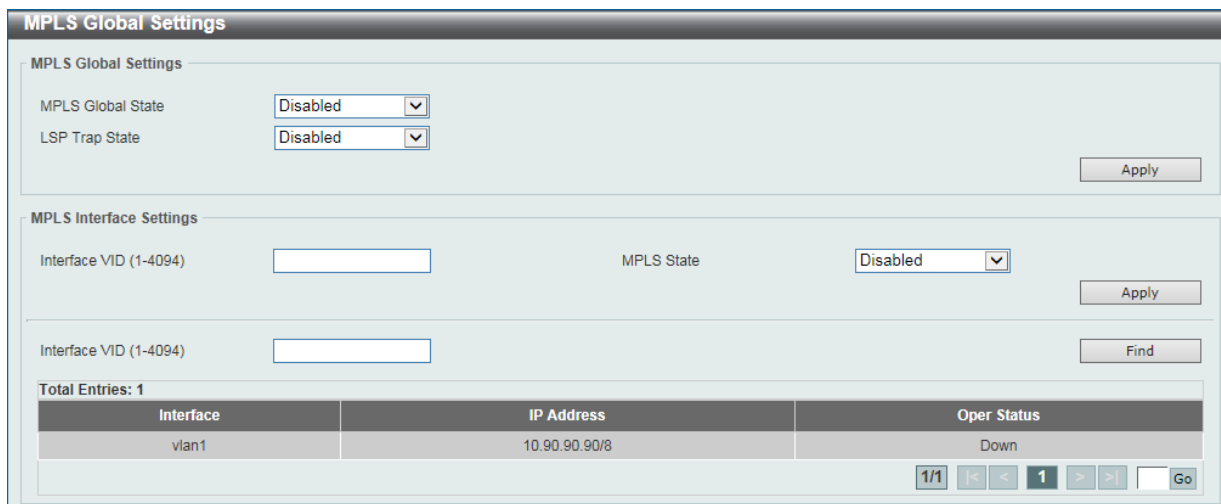 MPLS Global Settings
MPLS Global Settings
MPLS Global State Disabled
LSP Trap State Disabled
Apply
MPLS Interface Settings
Interface VID (1-4094) MPLS State Disabled
Apply
Interface VID (1-4094) Find
Total Entries: 1
Interface IP Address Oper Status
vlan1 10.90.90.90/8 Down
1/1 |< < 1 > >| Go